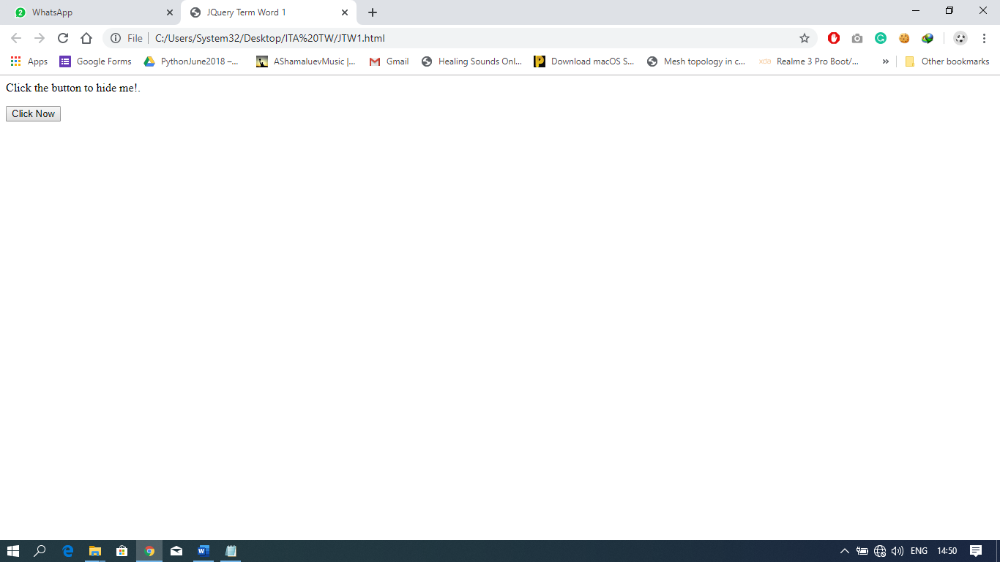 2 WhatsApp JQuery Term Word 1
File C:/Users/System32/Desktop/ITA%20TW/JTW1.html
Apps Google Forms PythonJune2018 –... AShamaluevMusic |... Gmail Healing Sounds Onl... Download macOS S... Mesh topology in c... xda Realme 3 Pro Boot/... » Other bookmarks
Click the button to hide me!.
Click Now
ENG 14:50